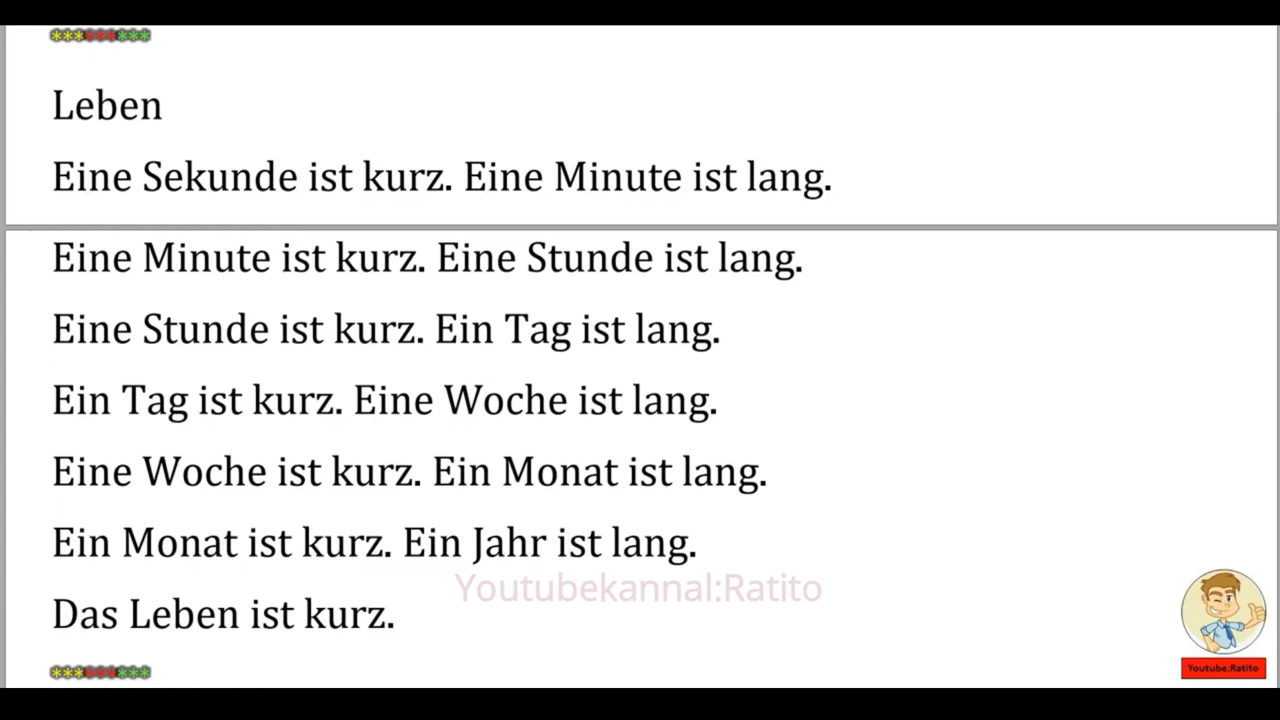 *********
Leben
Eine Sekunde ist kurz. Eine Minute ist lang.
Eine Minute ist kurz. Eine Stunde ist lang.
Eine Stunde ist kurz. Ein Tag ist lang.
Ein Tag ist kurz. Eine Woche ist lang.
Eine Woche ist kurz. Ein Monat ist lang.
Ein Monat ist kurz. Ein Jahr ist lang.
Youtubekannal:Ratito
Das Leben ist kurz.
Youtube:Ratito
*********